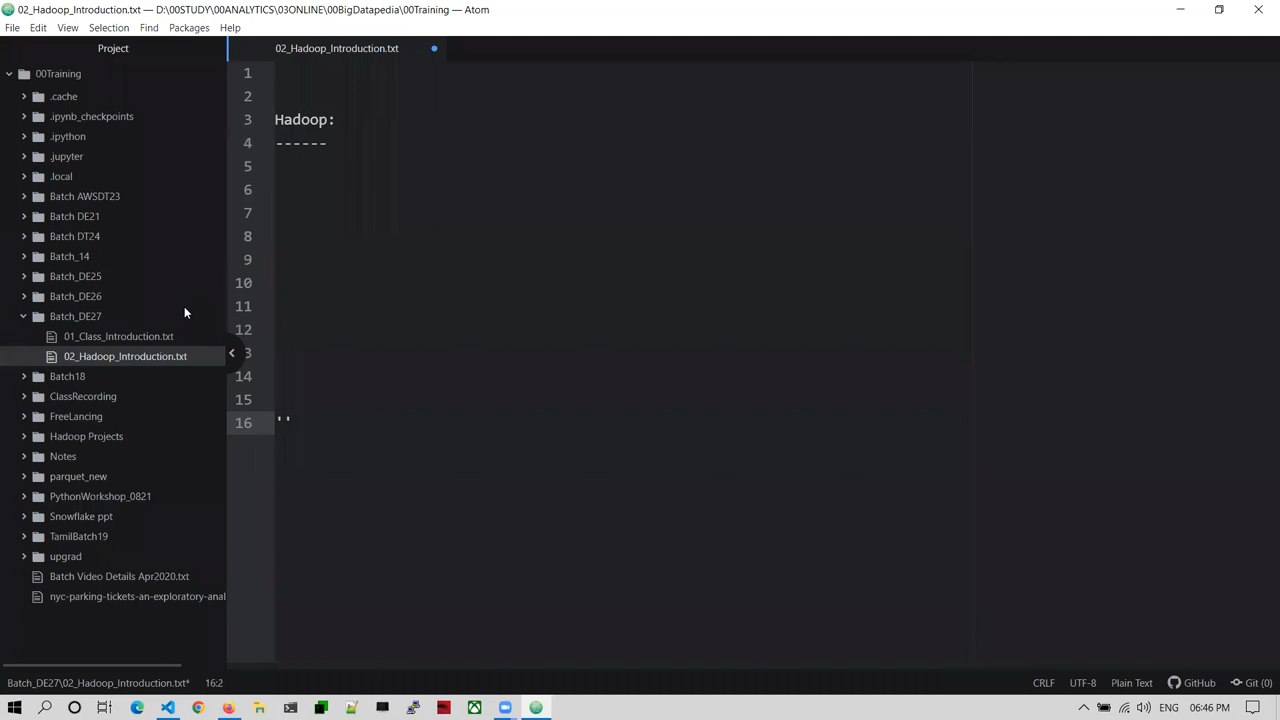 02_Hadoop_Introduction.txt — D:\00STUDY\00ANALYTICS\03ONLINE\00BigDatapedia\00Training — Atom
File Edit View Selection Find Packages Help
Project
02_Hadoop_Introduction.txt
00Training
.cache
.ipynb_checkpoints
.ipython
.jupyter
.local
Batch AWSDT23
Batch DE21
Batch DT24
Batch_14
Batch_DE25
Batch_DE26
Batch_DE27
01_Class_Introduction.txt
02_Hadoop_Introduction.txt
Batch18
ClassRecording
FreeLancing
Hadoop Projects
Notes
parquet_new
PythonWorkshop_0821
Snowflake ppt
TamilBatch19
upgrad
Batch Video Details Apr2020.txt
nyc-parking-tickets-an-exploratory-anal
1
2
3 Hadoop:
4 ------
5
6
7
8
9
10
11
12
3
14
15
16 ''
Batch_DE27\02_Hadoop_Introduction.txt* 16:2 CRLF UTF-8 Plain Text GitHub Git (0)
ENG 06:46 PM